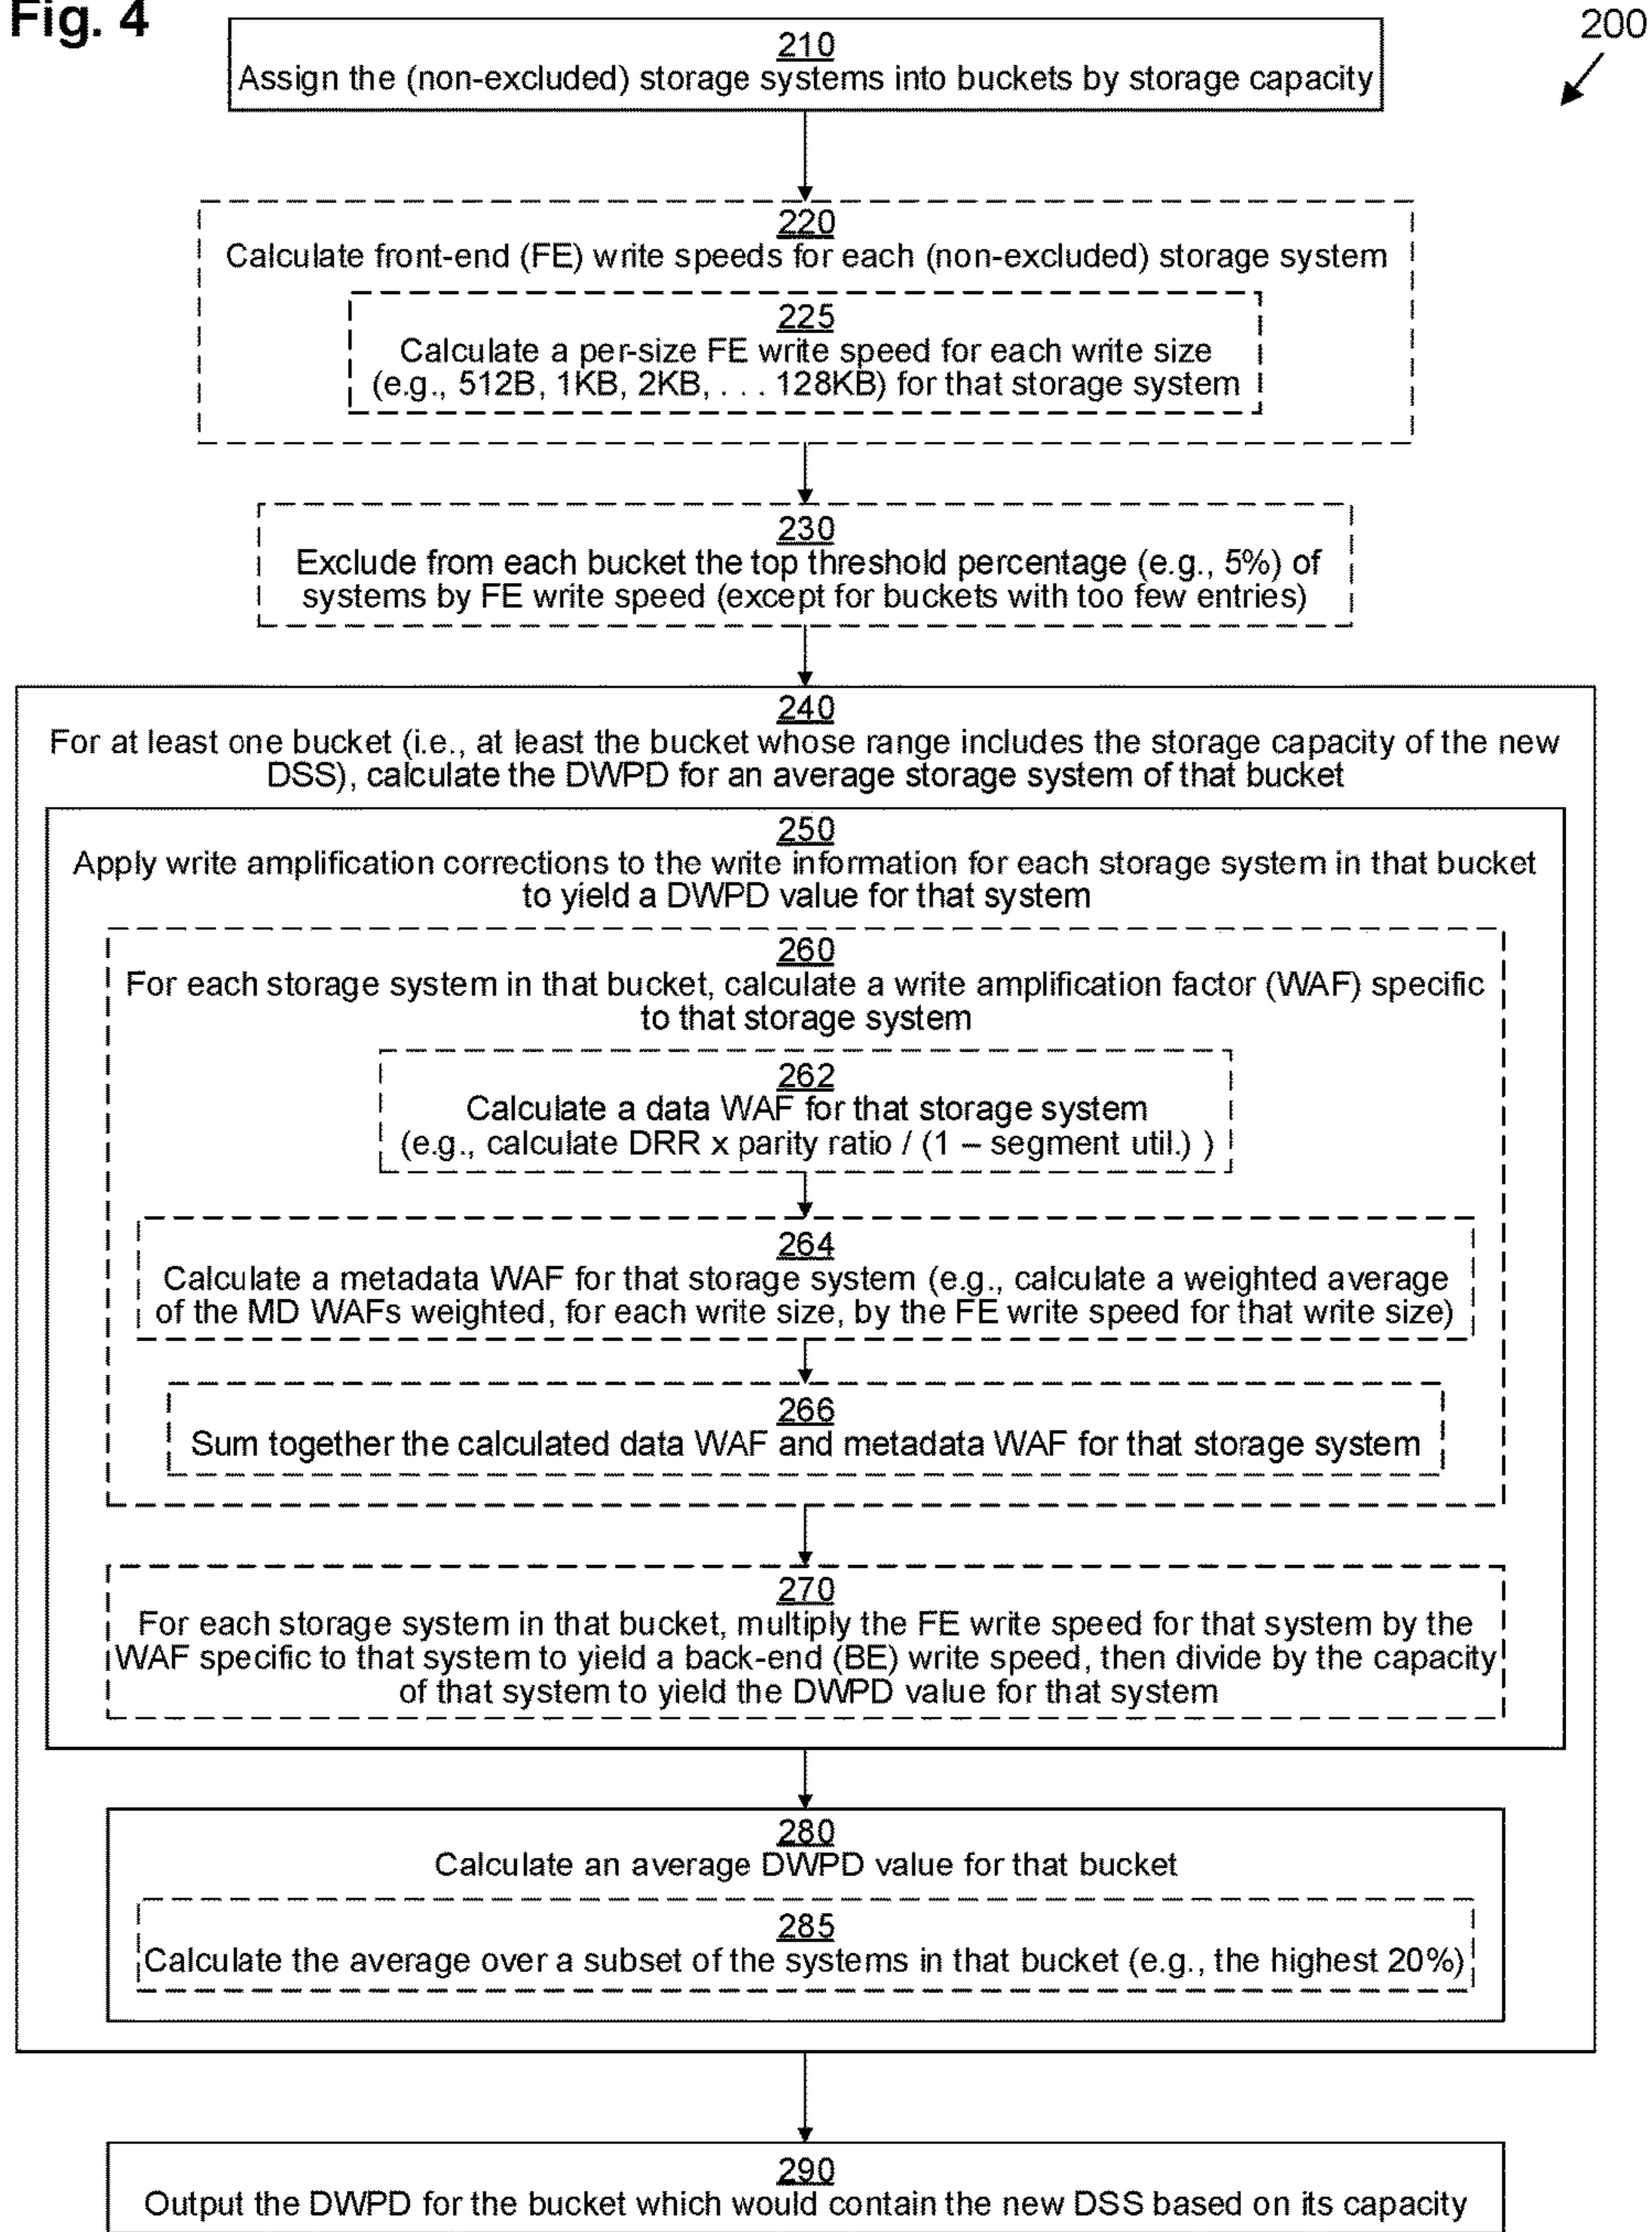 Fig. 4
200
210
Assign the (non-excluded) storage systems into buckets by storage capacity
220
Calculate front-end (FE) write speeds for each (non-excluded) storage system
225
Calculate a per-size FE write speed for each write size
(e.g., 512B, 1KB, 2KB, . . . 128KB) for that storage system
230
Exclude from each bucket the top threshold percentage (e.g., 5%) of
systems by FE write speed (except for buckets with too few entries)
240
For at least one bucket (i.e., at least the bucket whose range includes the storage capacity of the new
DSS), calculate the DWPD for an average storage system of that bucket
250
Apply write amplification corrections to the write information for each storage system in that bucket
to yield a DWPD value for that system
260
For each storage system in that bucket, calculate a write amplification factor (WAF) specific
to that storage system
262
Calculate a data WAF for that storage system
(e.g., calculate DRR x parity ratio / (1 – segment util.) )
264
Calculate a metadata WAF for that storage system (e.g., calculate a weighted average
of the MD WAFs weighted, for each write size, by the FE write speed for that write size)
266
Sum together the calculated data WAF and metadata WAF for that storage system
270
For each storage system in that bucket, multiply the FE write speed for that system by the
WAF specific to that system to yield a back-end (BE) write speed, then divide by the capacity
of that system to yield the DWPD value for that system
280
Calculate an average DWPD value for that bucket
285
Calculate the average over a subset of the systems in that bucket (e.g., the highest 20%)
290
Output the DWPD for the bucket which would contain the new DSS based on its capacity